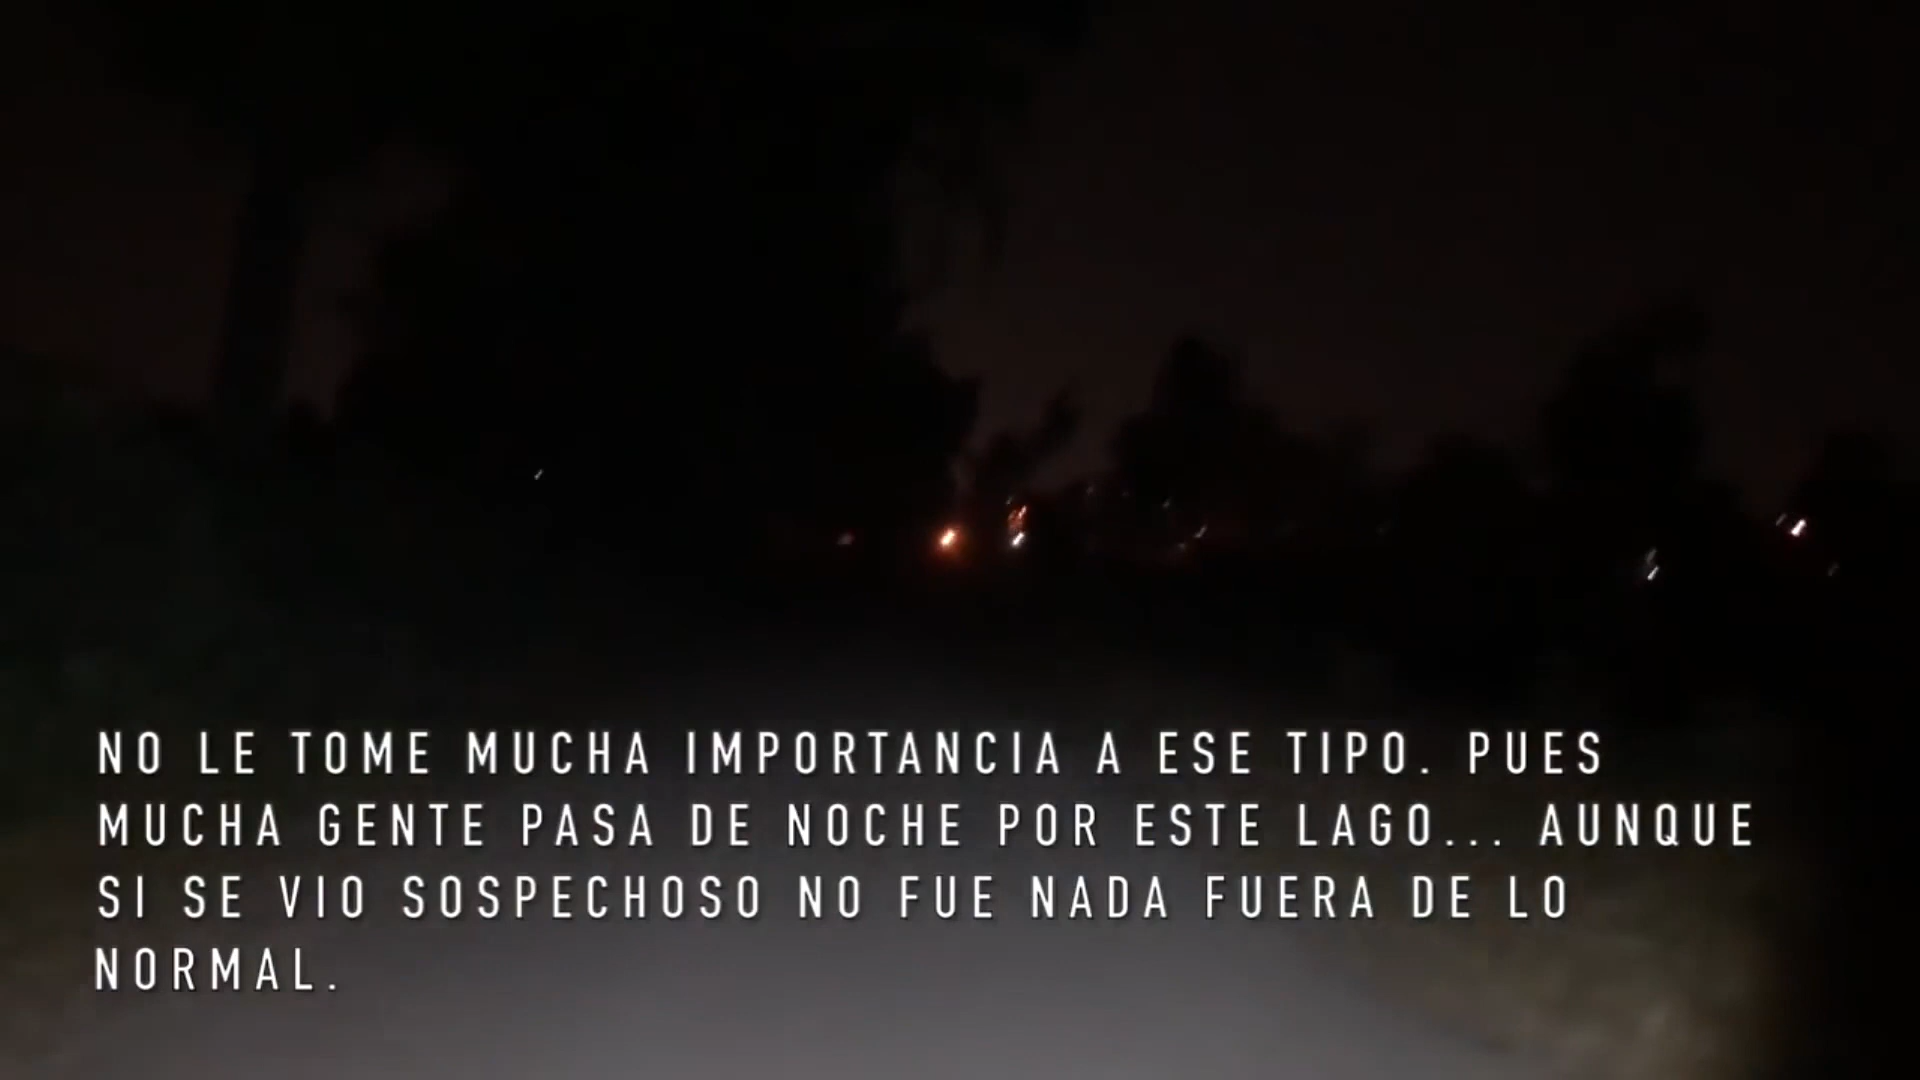 NO LE TOME MUCHA IMPORTANCIA A ESE TIPO. PUES
MUCHA GENTE PASA DE NOCHE POR ESTE LAGO... AUNQUE
SI SE VIO SOSPECHOSO NO FUE NADA FUERA DE LO
NORMAL.